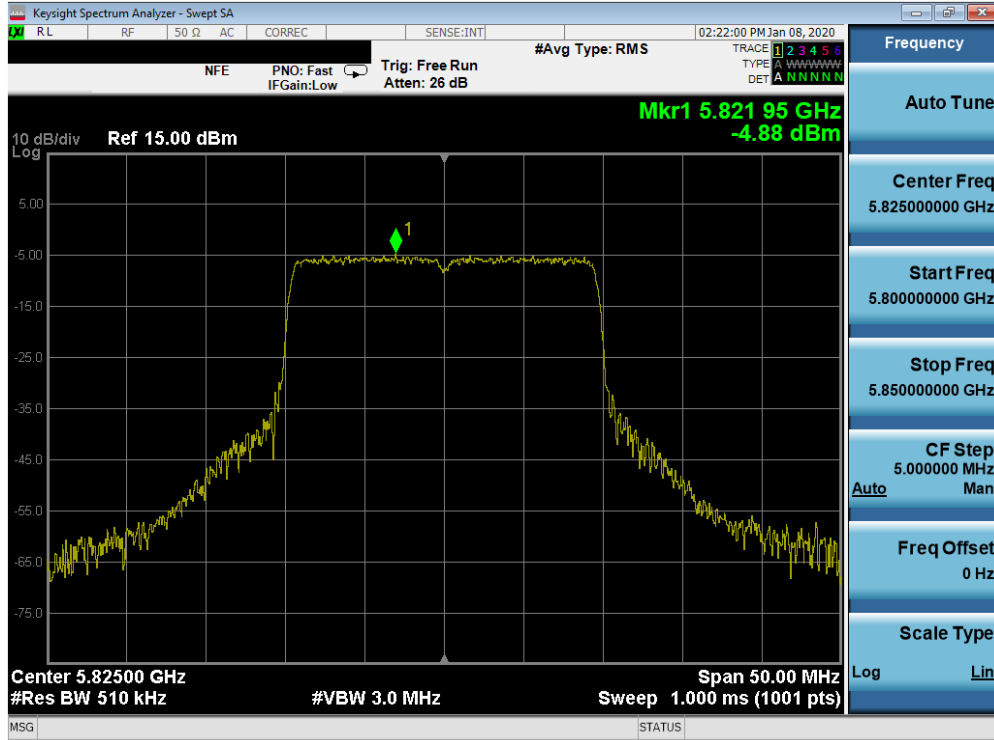 Keysight Spectrum Analyzer - Swept SA
LXI RL RF 50 Ω AC CORREC SENSE:INT 02:22:00 PM Jan 08, 2020
NFE PNO: Fast Trig: Free Run #Avg Type: RMS TRACE 1 2 3 4 5 6
IFGain:Low Atten: 26 dB TYPE A WWWWW
DET A N N N N N
Mkr1 5.821 95 GHz
-4.88 dBm
10 dB/div Ref 15.00 dBm
Log
1
5.00
-5.00
-15.0
-25.0
-35.0
-45.0
-55.0
-65.0
-75.0
Center 5.82500 GHz Span 50.00 MHz
#Res BW 510 kHz #VBW 3.0 MHz Sweep 1.000 ms (1001 pts)
MSG STATUS
Frequency
Auto Tune
Center Freq
5.825000000 GHz
Start Freq
5.800000000 GHz
Stop Freq
5.850000000 GHz
CF Step
5.000000 MHz
Auto Man
Freq Offset
0 Hz
Scale Type
Log Lin